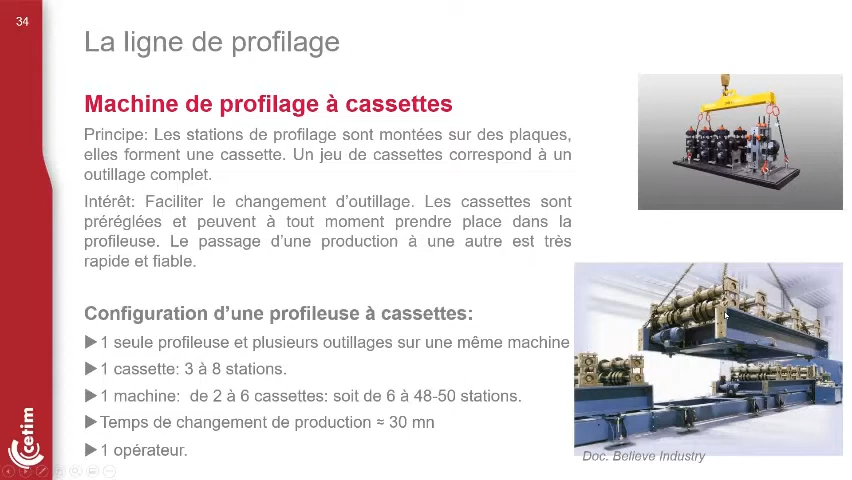 34
La ligne de profilage
Machine de profilage à cassettes
Principe: Les stations de profilage sont montées sur des plaques,
elles forment une cassette. Un jeu de cassettes correspond à un
outillage complet.
Intérêt: Faciliter le changement d’outillage. Les cassettes sont
préréglées et peuvent à tout moment prendre place dans la
profileuse. Le passage d’une production à une autre est très
rapide et fiable.
Configuration d’une profileuse à cassettes:
▶1 seule profileuse et plusieurs outillages sur une même machine
▶1 cassette: 3 à 8 stations.
▶1 machine:  de 2 à 6 cassettes: soit de 6 à 48-50 stations.
▶Temps de changement de production ≈ 30 mn
▶1 opérateur.
Doc. Believe Industry
cetim